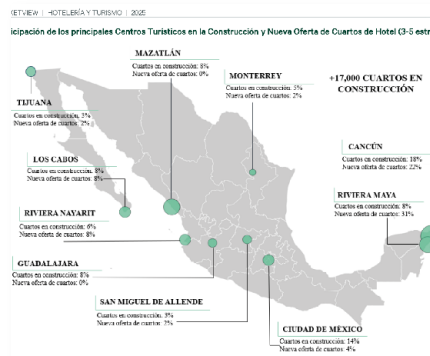 KETVIEW | HOTELERÍA Y TURISMO | 2025
icipación de los principales Centros Turísticos en la Construcción y Nueva Oferta de Cuartos de Hotel (3-5 estr
MAZATLÁN
Cuartos en construcción: 8%
Nueva oferta de cuartos: 0%
MONTERREY
Cuartos en construcción: 3%
Nueva oferta de cuartos: 2%
+17,000 CUARTOS EN
CONSTRUCCIÓN
TIJUANA
Cuartos en construcción: 3%
Nueva oferta de cuartos: 2%
CANCÚN
Cuartos en construcción: 18%
Nueva oferta de cuartos: 22%
LOS CABOS
Cuartos en construcción: 8%
Nueva oferta de cuartos: 8%
RIVIERA MAYA
Cuartos en construcción: 8%
Nueva oferta de cuartos: 31%
RIVIERA NAYARIT
Cuartos en construcción: 6%
Nueva oferta de cuartos: 8%
GUADALAJARA
Cuartos en construcción: 8%
Nueva oferta de cuartos: 0%
SAN MIGUEL DE ALLENDE
Cuartos en construcción: 3%
Nueva oferta de cuartos: 3%
CIUDAD DE MÉXICO
Cuartos en construcción: 14%
Nueva oferta de cuartos: 4%